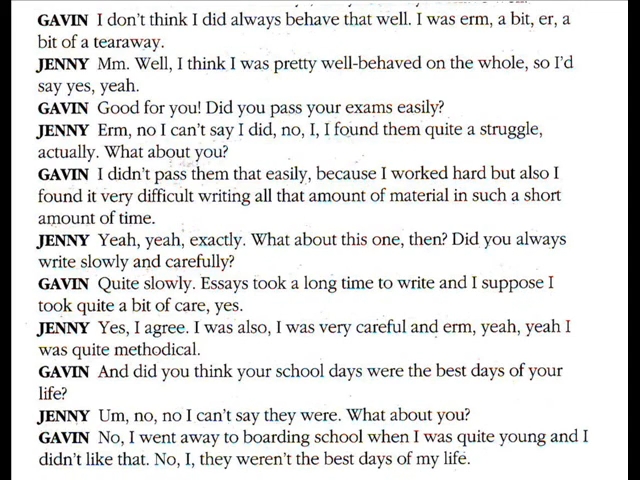 GAVIN I don't think I did always behave that well. I was erm, a bit, er, a
bit of a tearaway.
JENNY Mm. Well, I think I was pretty well-behaved on the whole, so I'd
say yes, yeah.
GAVIN Good for you! Did you pass your exams easily?
JENNY Erm, no I can't say I did, no, I, I found them quite a struggle,
actually. What about you?
GAVIN I didn't pass them that easily, because I worked hard but also I
found it very difficult writing all that amount of material in such a short
amount of time.
JENNY Yeah, yeah, exactly. What about this one, then? Did you always
write slowly and carefully?
GAVIN Quite slowly. Essays took a long time to write and I suppose I
took quite a bit of care, yes.
JENNY Yes, I agree. I was also, I was very careful and erm, yeah, yeah I
was quite methodical.
GAVIN And did you think your school days were the best days of your
life?
JENNY Um, no, no I can't say they were. What about you?
GAVIN No, I went away to boarding school when I was quite young and I
didn't like that. No, I, they weren't the best days of my life.